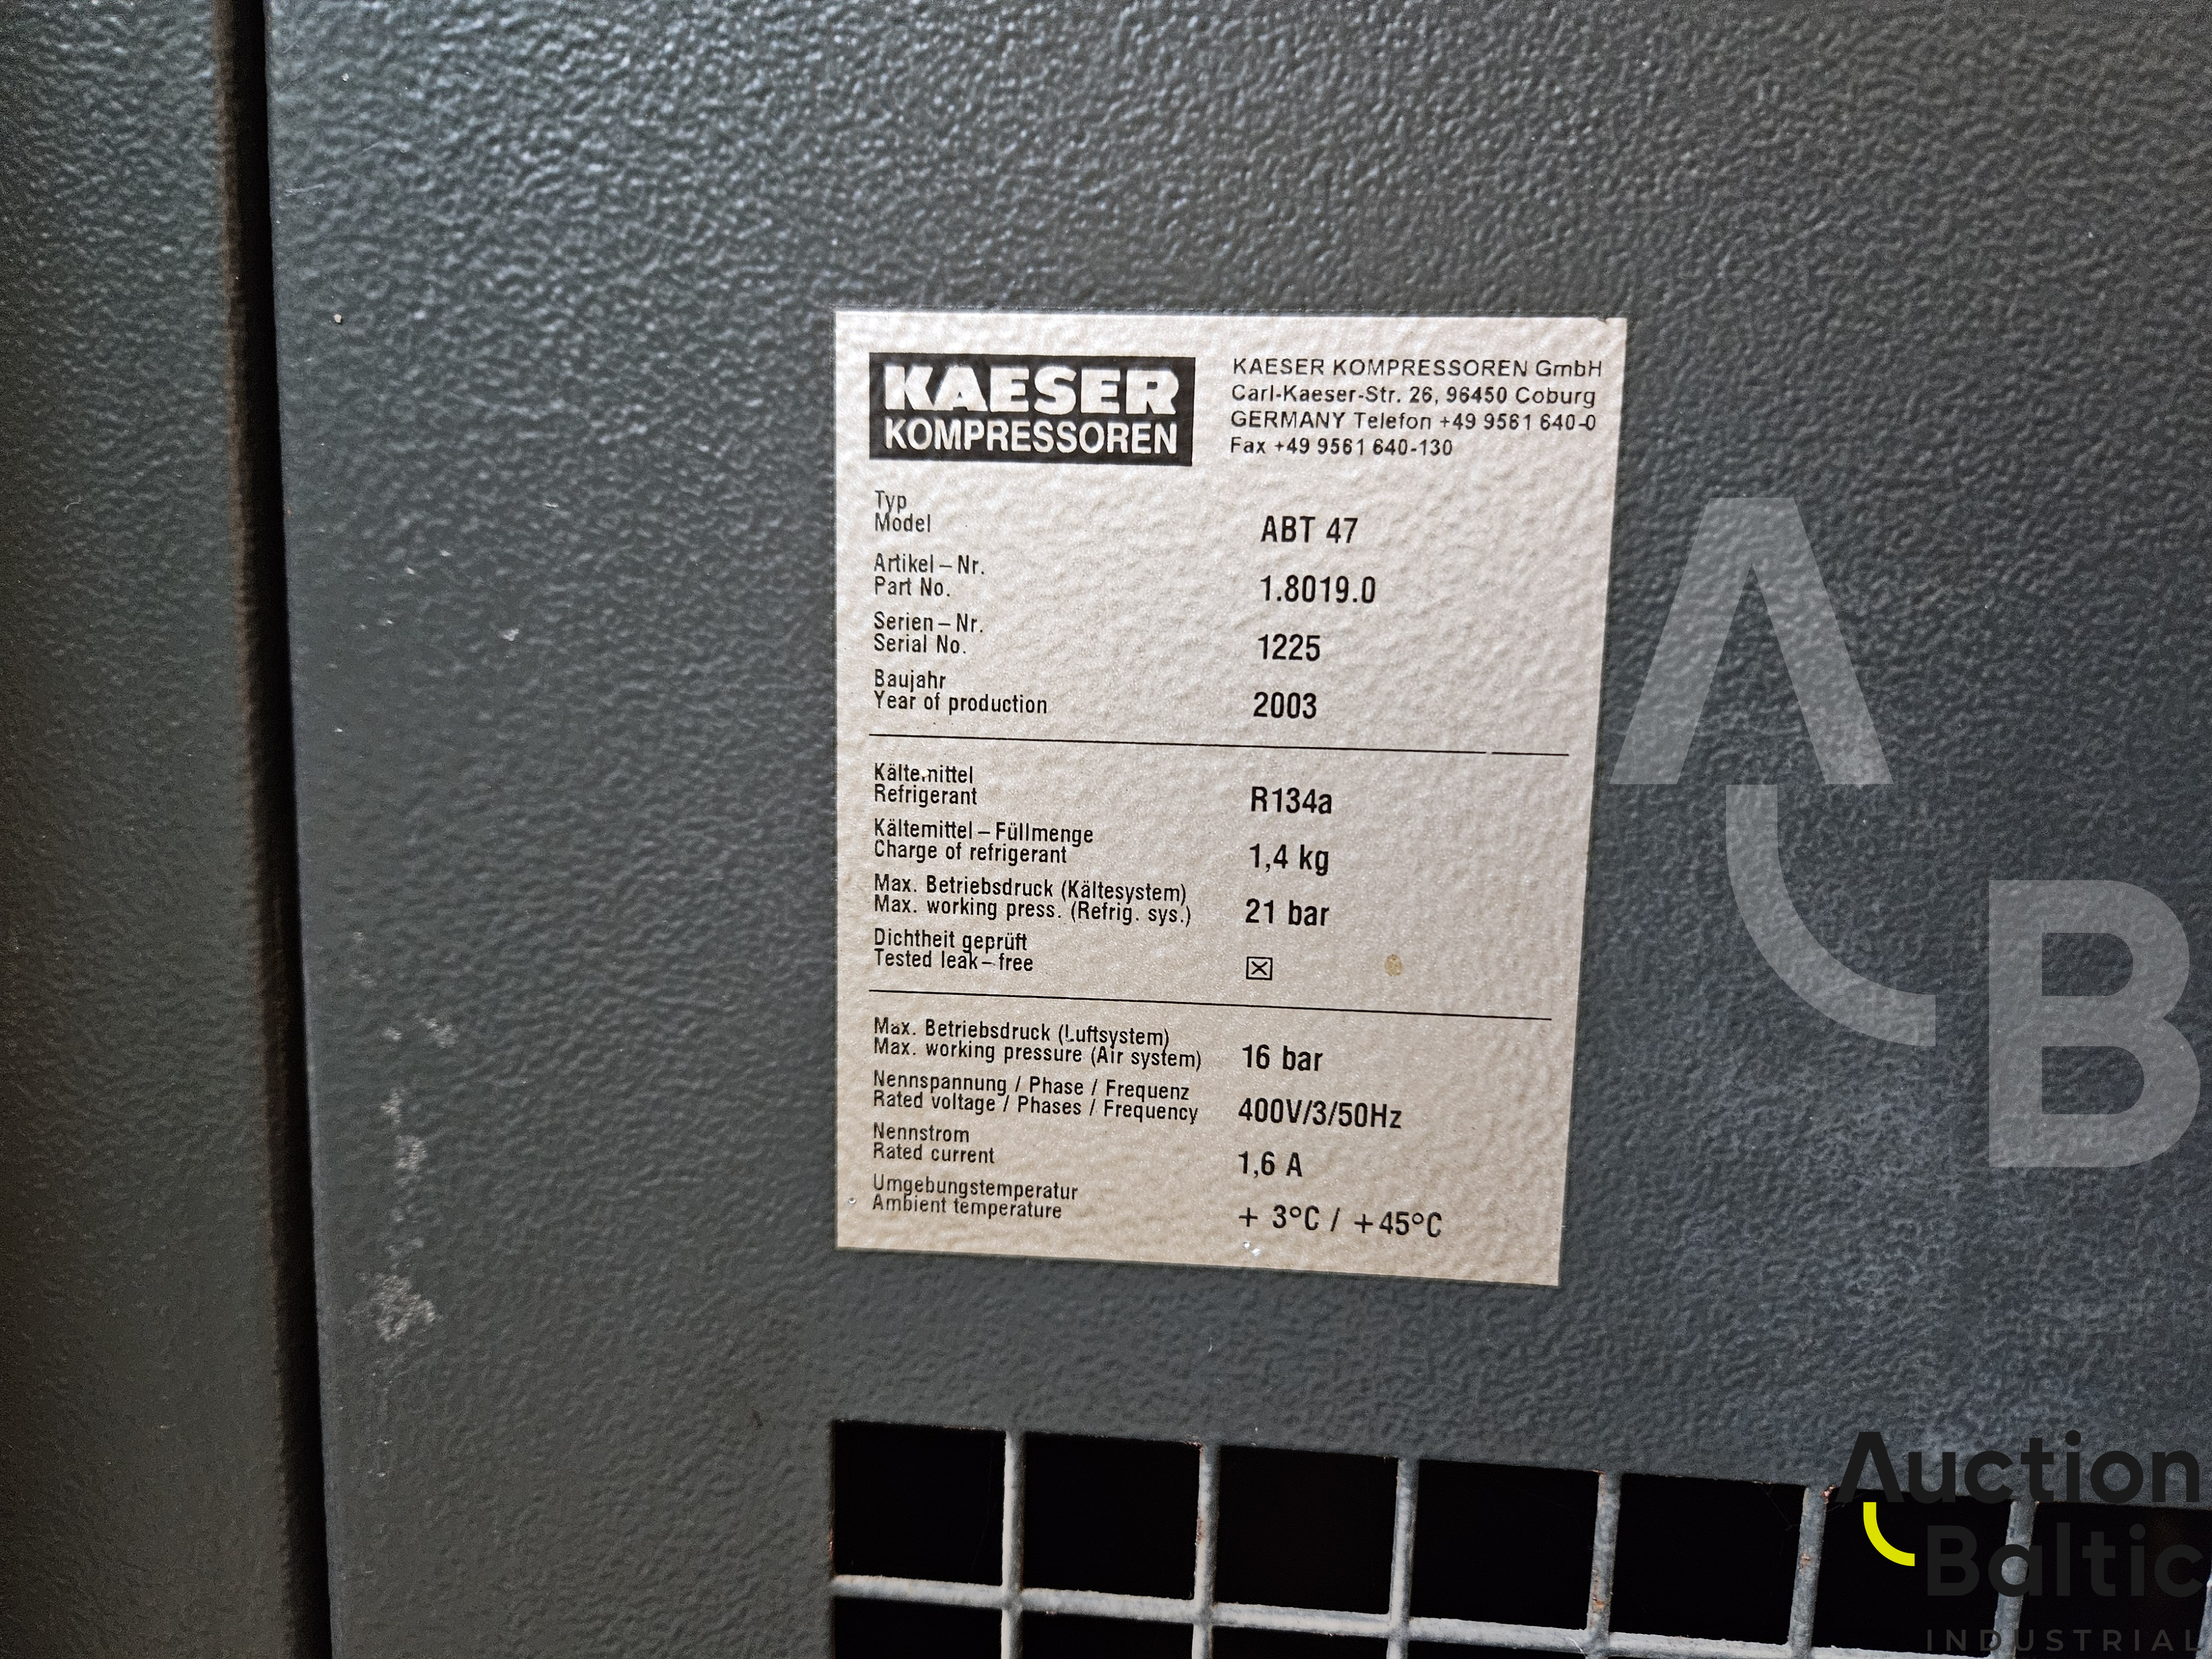 KAESER
KOMPRESSOREN
KAESER KOMPRESSOREN GmbH
Carl-Kaeser-Str. 26, 96450 Coburg
GERMANY Telefon +49 9561 640-0
Fax +49 9561 640-130
Typ
Model
ABT 47
Artikel – Nr.
Part No.
1.8019.0
Serien – Nr.
Serial No.
1225
Baujahr
Year of production
2003
Kältemittel
Refrigerant
R134a
Kältemittel – Füllmenge
Charge of refrigerant
1,4 kg
Max. Betriebsdruck (Kältesystem)
Max. working press. (Refrig. sys.)
21 bar
Dichtheit geprüft
Tested leak – free
☒
Max. Betriebsdruck (Luftsystem)
Max. working pressure (Air system)
16 bar
Nennspannung / Phase / Frequenz
Rated voltage / Phases / Frequency
400V/3/50Hz
Nennstrom
Rated current
1,6 A
Umgebungstemperatur
Ambient temperature
+ 3°C / +45°C
A
B
Auction
Baltic
INDUSTRIAL